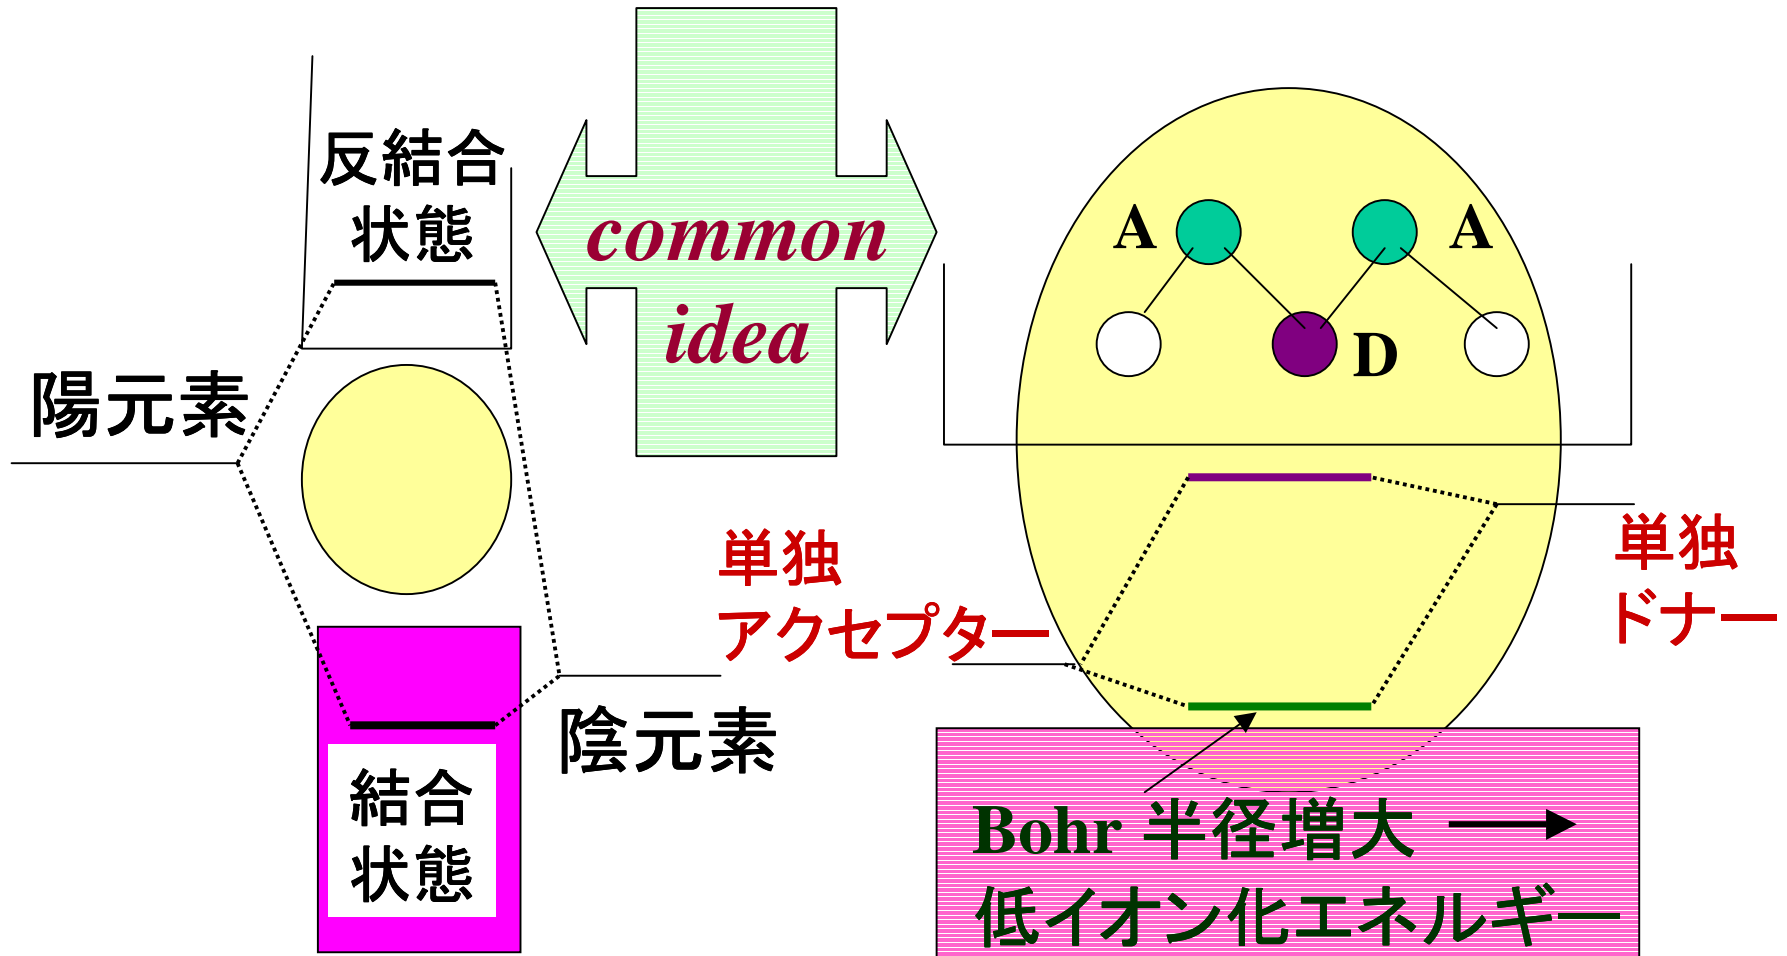 反結合
状態
陽元素
陰元素
結合
状態
common
idea
A
A
D
単独
アクセプター
単独
ドナー
Bohr 半径増大
低イオン化エネルギー